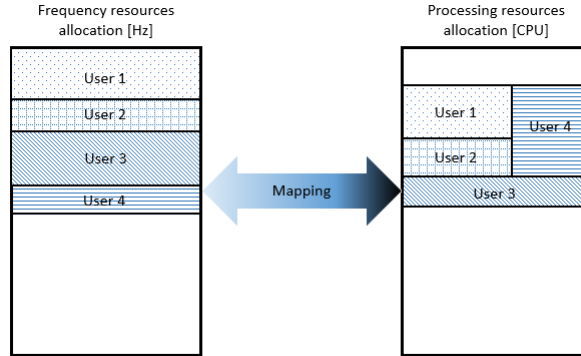 Frequency resources
allocation [Hz]
User 1
User 2
User 3
User 4
Mapping
Processing resources
allocation [CPU]
User 1
User 4
User 2
User 3